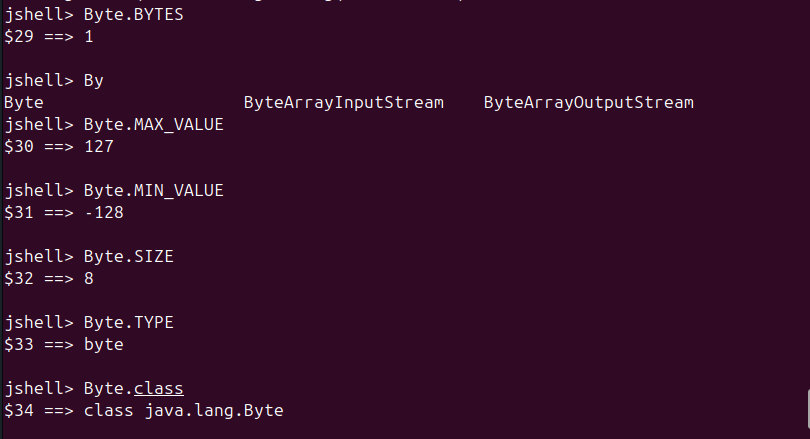 jshell> Byte.BYTES
$29 ==> 1
jshell> By
Byte ByteArrayInputStream ByteArrayOutputStream
jshell> Byte.MAX_VALUE
$30 ==> 127
jshell> Byte.MIN_VALUE
$31 ==> -128
jshell> Byte.SIZE
$32 ==> 8
jshell> Byte.TYPE
$33 ==> byte
jshell> Byte.class
$34 ==> class java.lang.Byte